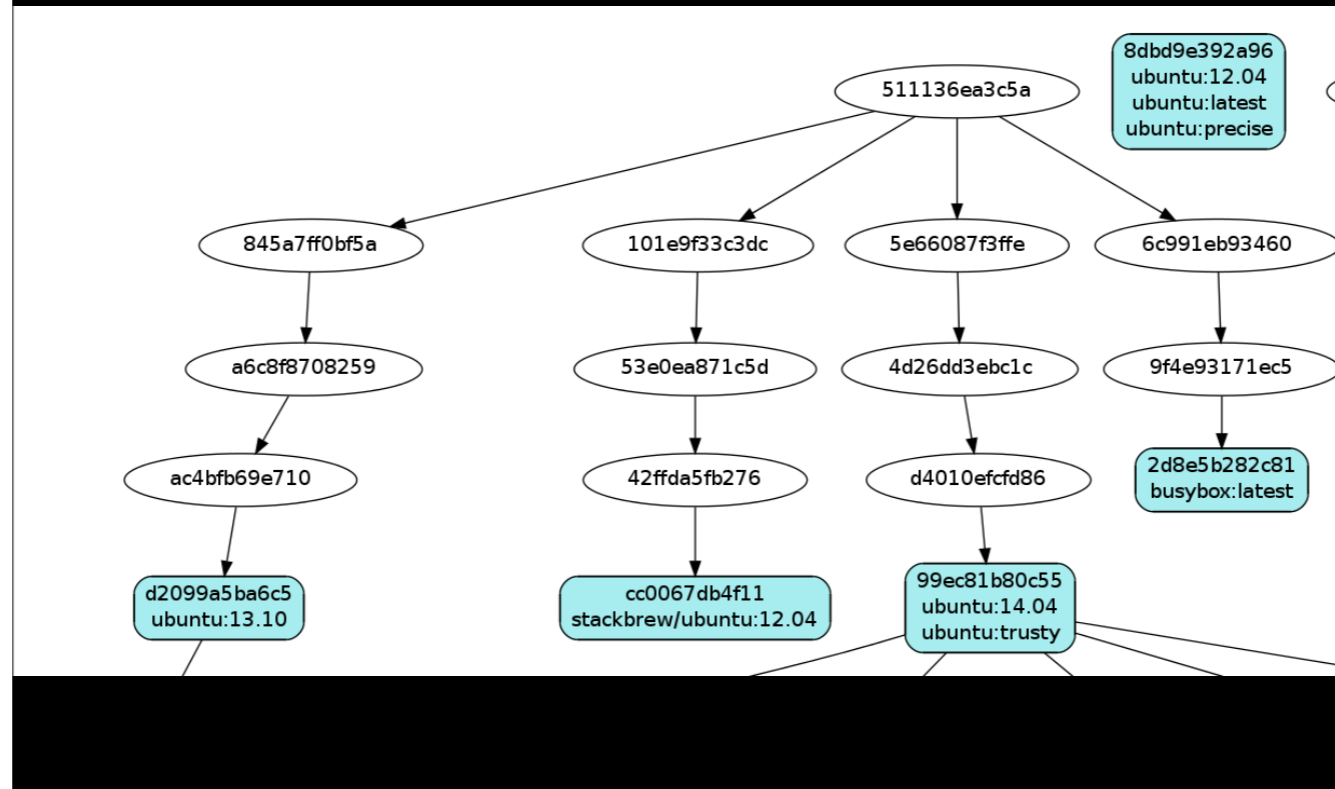 511136ea3c5a
8dbd9e392a96
ubuntu:12.04
ubuntu:latest
ubuntu:precise
845a7ff0bf5a
101e9f33c3dc
5e66087f3ffe
6c991eb93460
a6c8f8708259
53e0ea871c5d
4d26dd3ebc1c
9f4e93171ec5
ac4bfb69e710
42ffda5fb276
d4010efcfd86
2d8e5b282c81
busybox:latest
d2099a5ba6c5
ubuntu:13.10
cc0067db4f11
stackbrew/ubuntu:12.04
99ec81b80c55
ubuntu:14.04
ubuntu:trusty